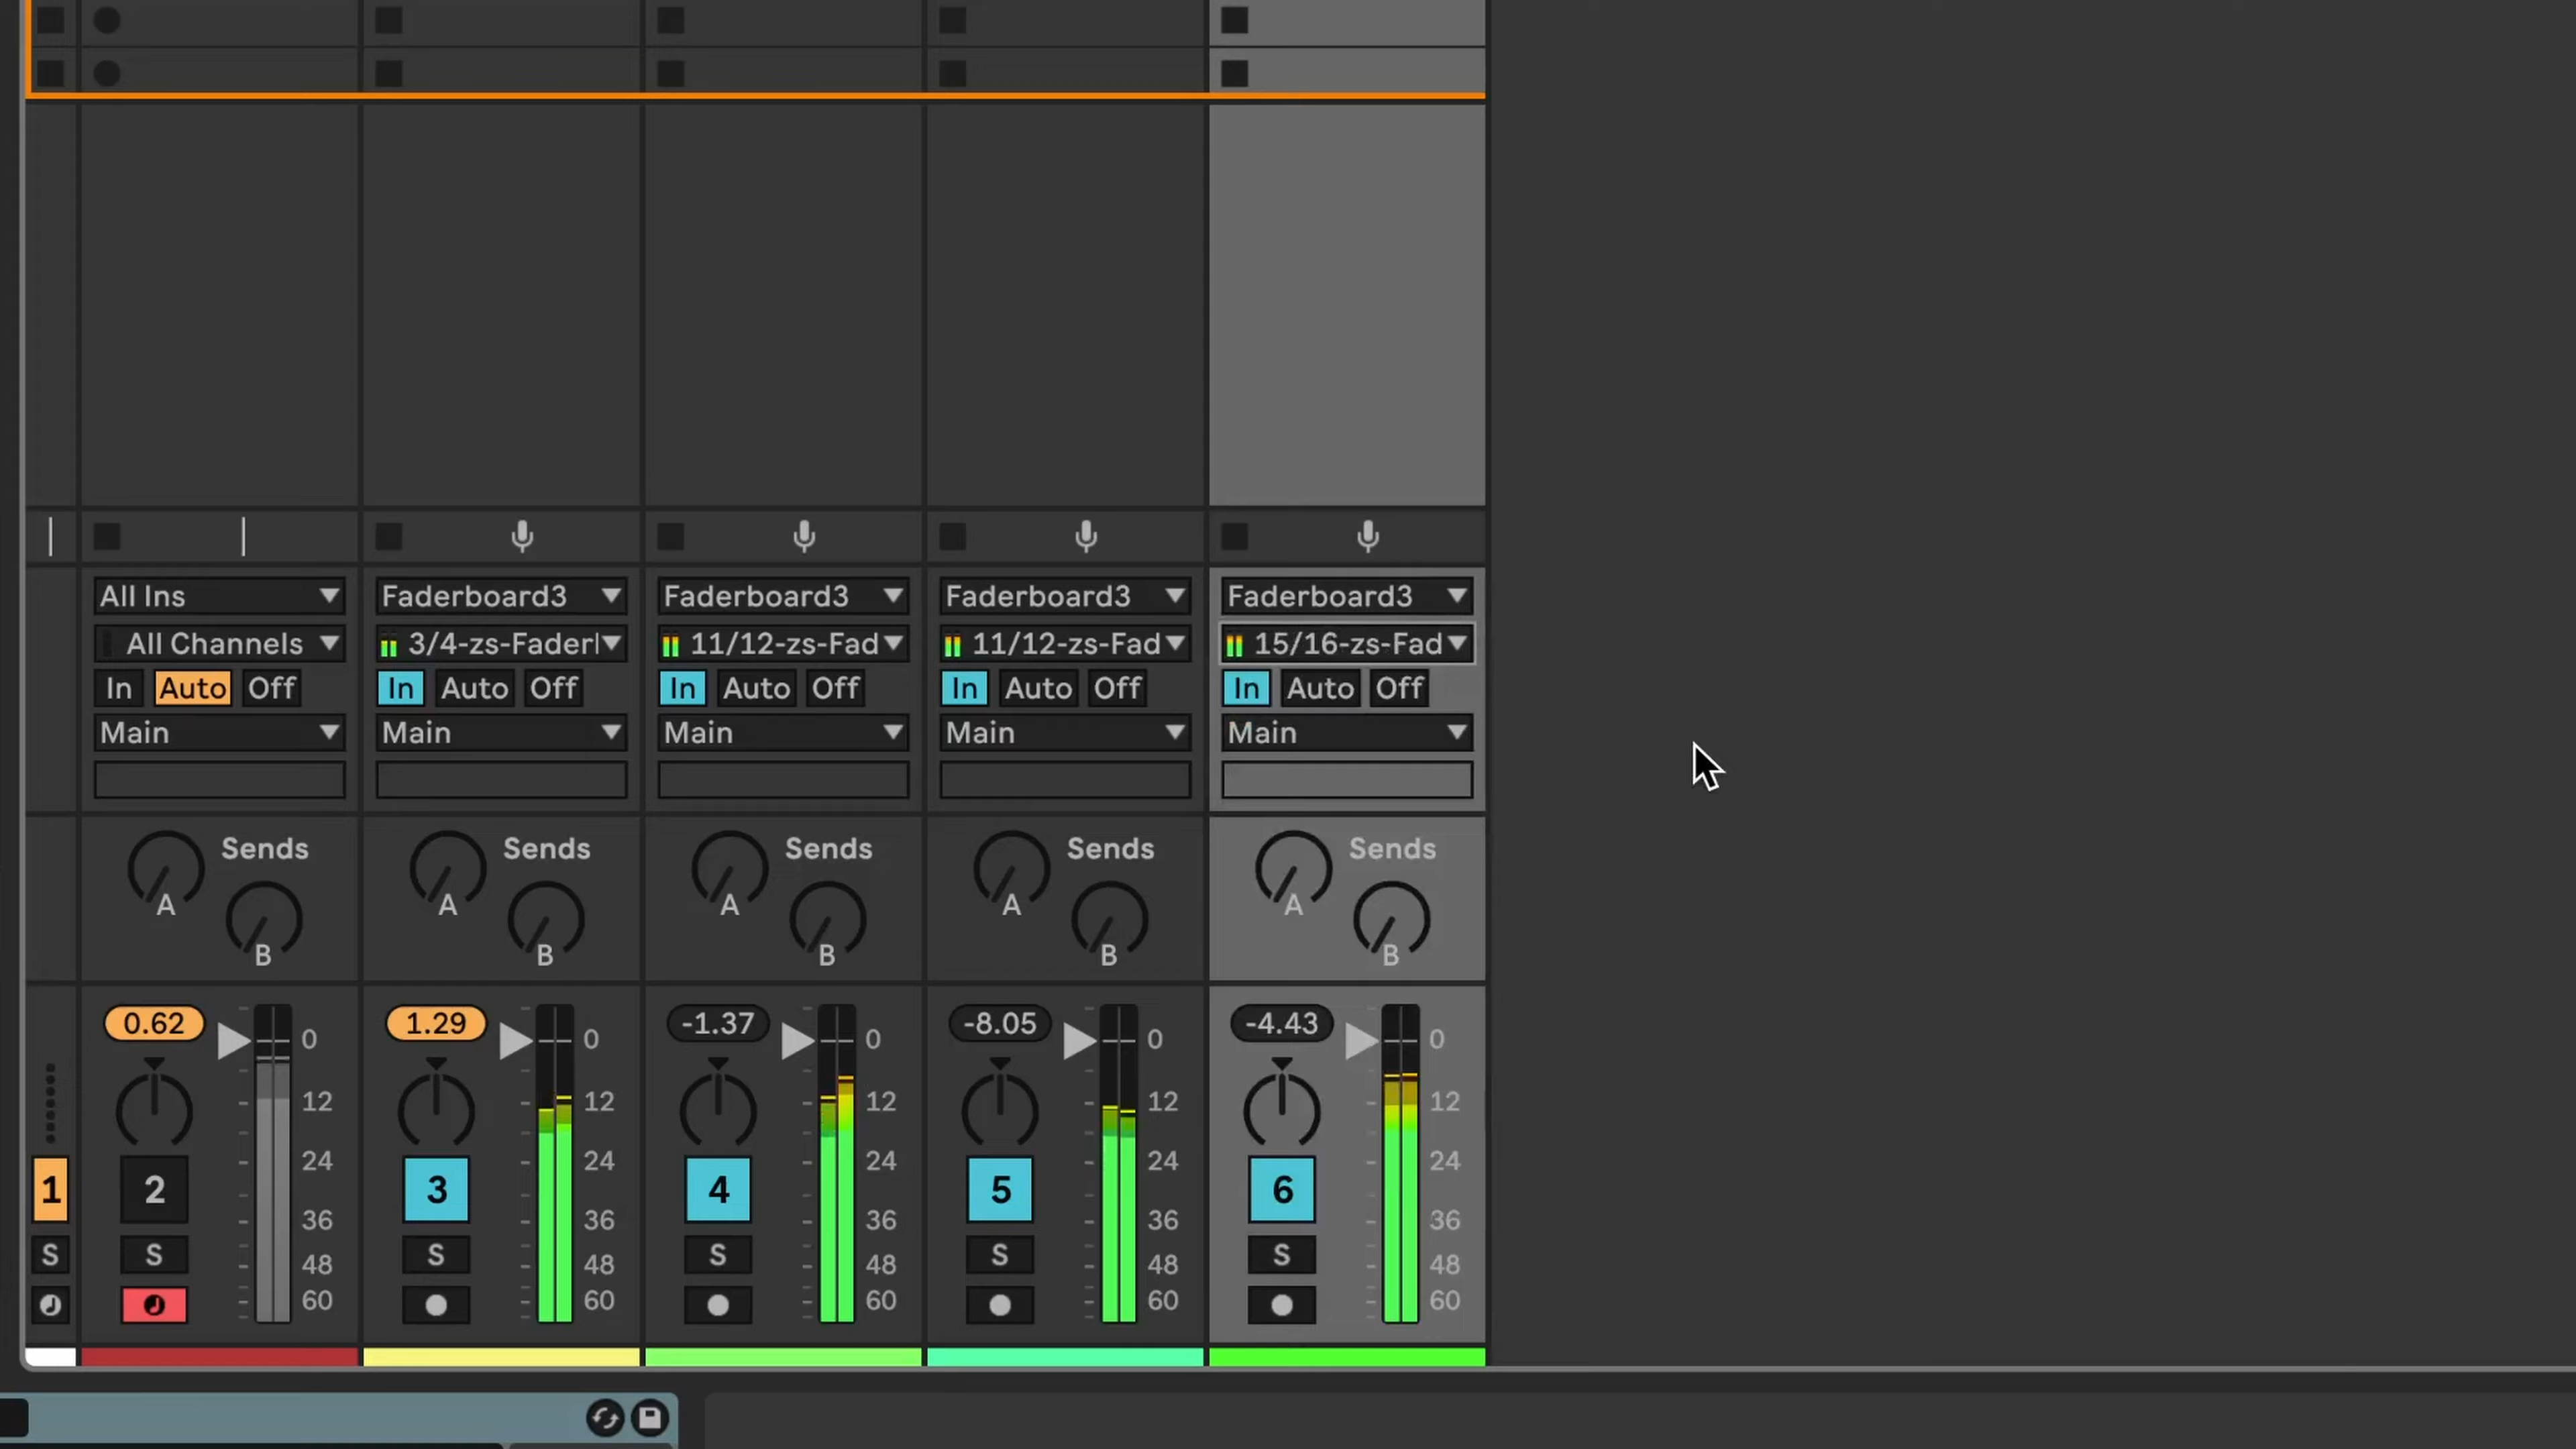 All Ins Faderboard3 Faderboard3 Faderboard3 Faderboard3
All Channels 3/4-zs-Fader 11/12-zs-Fad 11/12-zs-Fad 15/16-zs-Fad
In Auto Off In Auto Off In Auto Off In Auto Off In Auto Off
Main Main Main Main Main
Sends Sends Sends Sends Sends
A A A A A
B B B B B
0.62 0 1.29 0 -1.37 0 -8.05 0 -4.43 0
12 12 12 12 12
24 24 24 24 24
1 2 3 4 5 6
36 36 36 36 36
S S S S S S
48 48 48 48 48
60 60 60 60 60